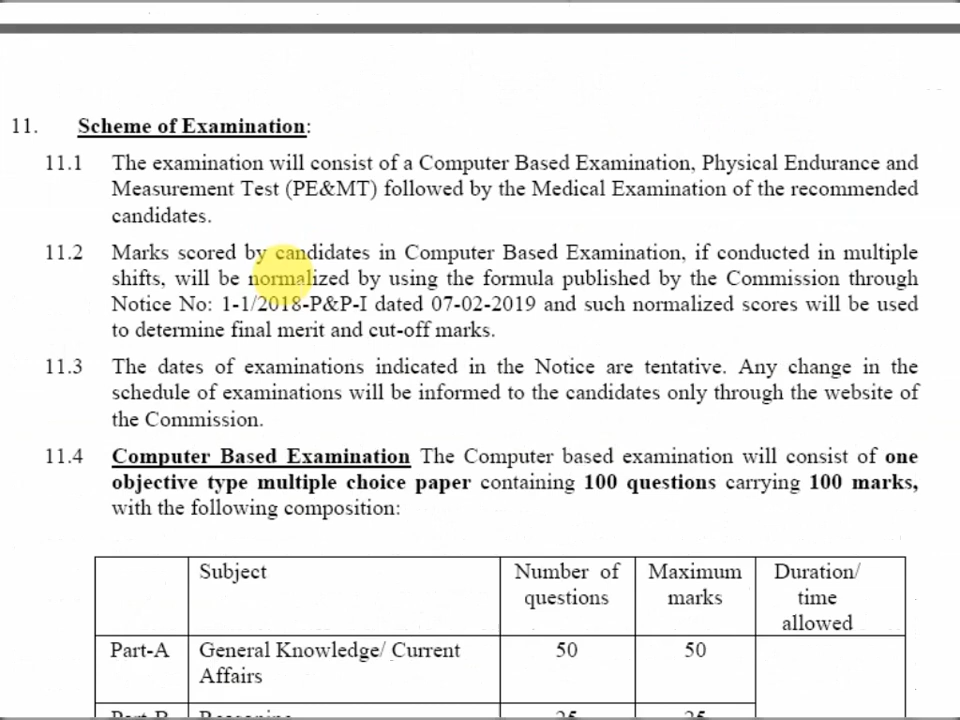 11. Scheme of Examination:
11.1 The examination will consist of a Computer Based Examination, Physical Endurance and
Measurement Test (PE&MT) followed by the Medical Examination of the recommended
candidates.
11.2 Marks scored by candidates in Computer Based Examination, if conducted in multiple
shifts, will be normalized by using the formula published by the Commission through
Notice No: 1-1/2018-P&P-I dated 07-02-2019 and such normalized scores will be used
to determine final merit and cut-off marks.
11.3 The dates of examinations indicated in the Notice are tentative. Any change in the
schedule of examinations will be informed to the candidates only through the website of
the Commission.
11.4 Computer Based Examination The Computer based examination will consist of one
objective type multiple choice paper containing 100 questions carrying 100 marks,
with the following composition:
Subject Number of Maximum Duration/
questions marks time
allowed
Part-A General Knowledge/ Current 50 50
Affairs
Part-B Reasoning 25 25